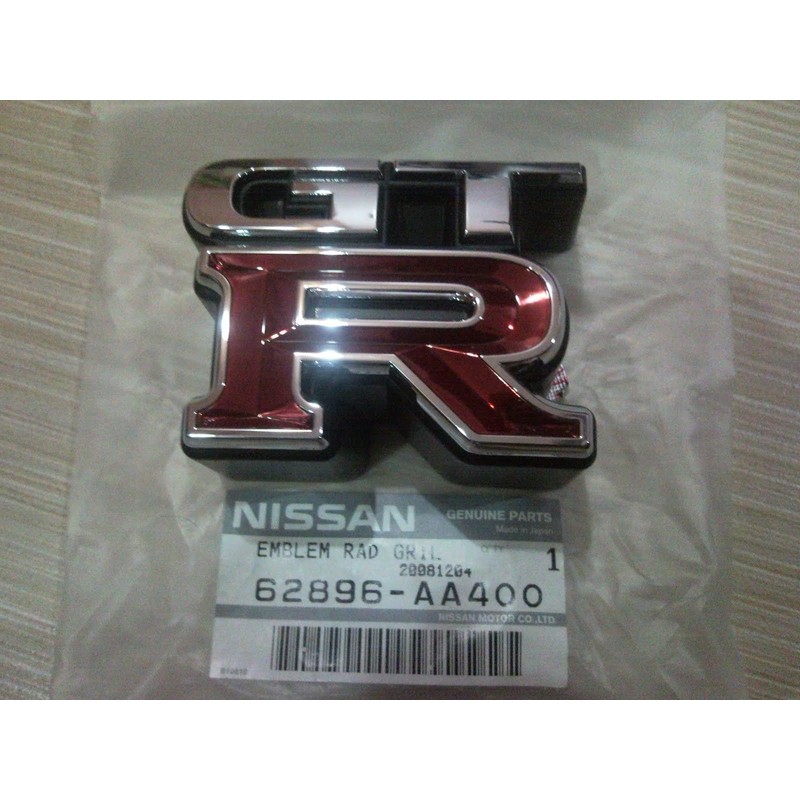 GT
R
NISSAN GENUINE PARTS
Made in Japan
EMBLEM RAD GRIL 1
20081204
62896-AA400
NISSAN MOTOR CO.,LTD.